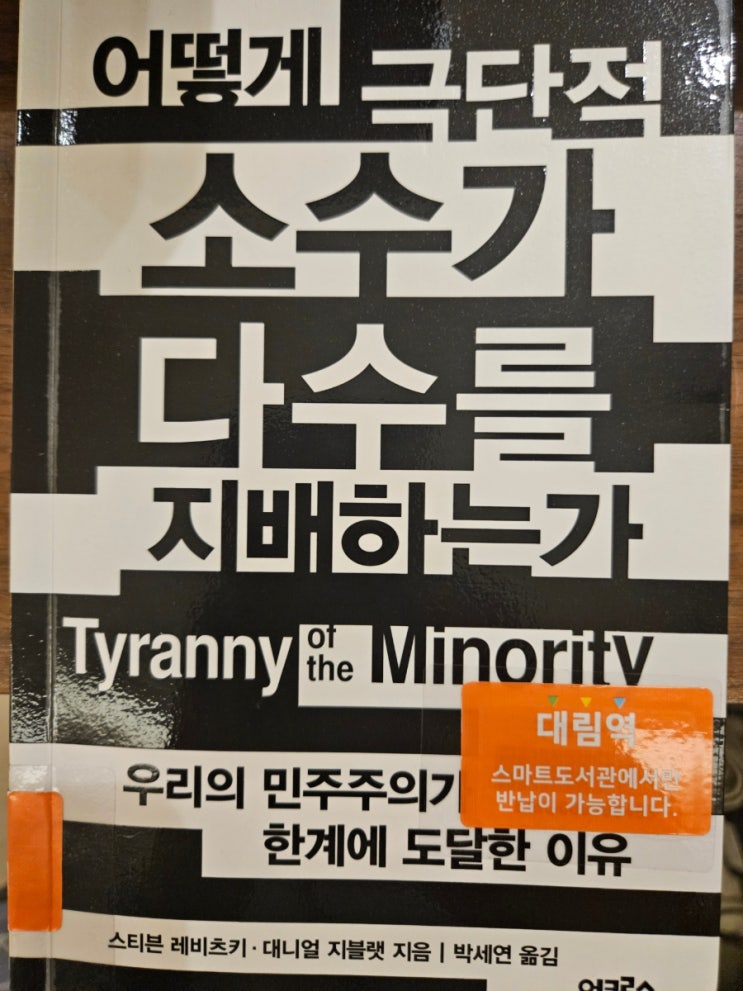 어떻게 극단적
소수가
다수를
지배하는가
Tyranny of the Minority
우리의 민주주의가
한계에 도달한 이유
대림역
스마트도서관에서만
반납이 가능합니다.
스티븐 레비츠키·대니얼 지블랫 지음 | 박세연 옮김